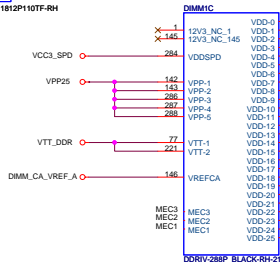 1812P110TF-RH
DIMM1C
1 12V3_NC_1 VDD-0
145 12V3_NC_145 VDD-1
VDD-2
VCC3_SPD 284 VDDSPD VDD-3
VDD-4
VDD-5
VDD-6
VPP25 142 VPP-1 VDD-7
143 VPP-2 VDD-8
286 VPP-3 VDD-9
287 VPP-4 VDD-10
288 VPP-5 VDD-11
VDD-12
VDD-13
VTT_DDR 77 VTT-1 VDD-14
221 VTT-2 VDD-15
VDD-16
VDD-17
DIMM_CA_VREF_A 146 VREFCA VDD-18
VDD-19
VDD-20
VDD-21
MEC3 MEC3 VDD-22
MEC2 MEC2 VDD-23
MEC1 MEC1 VDD-24
VDD-25
DDRIV-288P_BLACK-RH-21